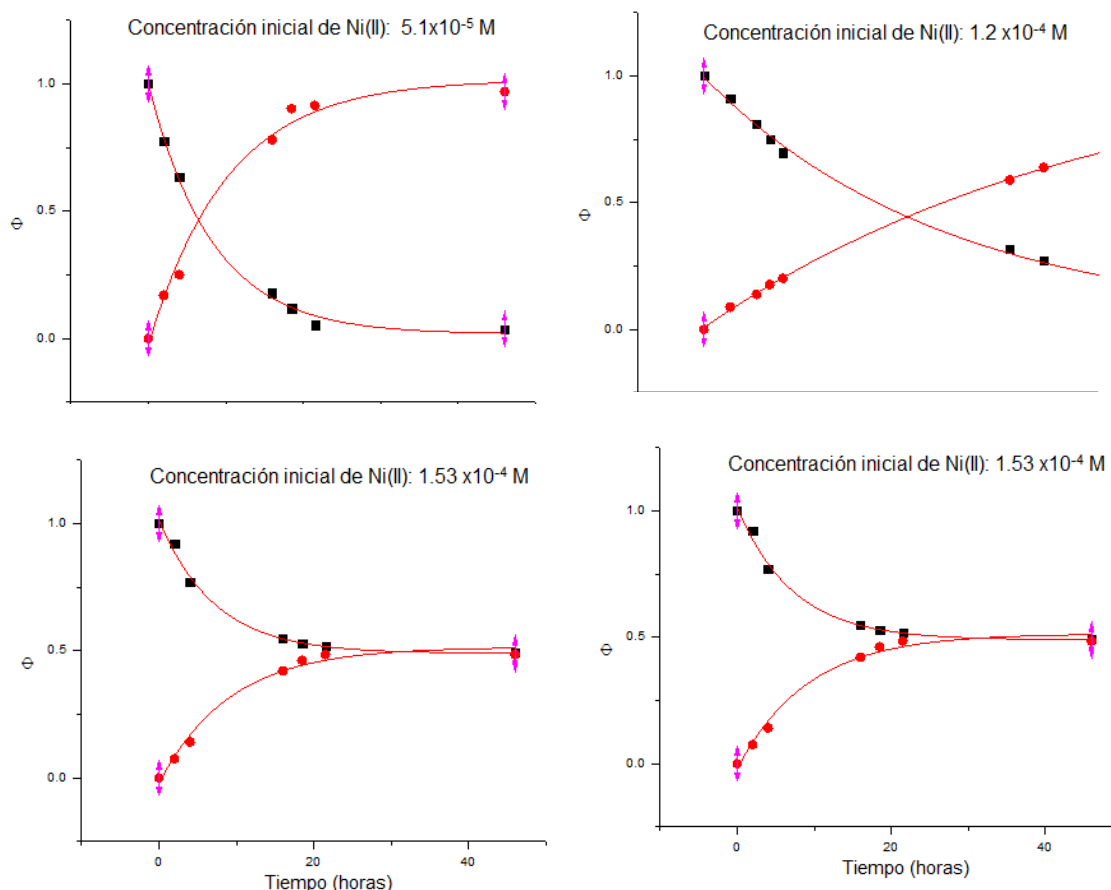 Concentración inicial de Ni(II): 5.1x10⁻⁵ M
1.0
0.5
0.0
Φ
Concentración inicial de Ni(II): 1.2 x10⁻⁴ M
1.0
0.5
0.0
Φ
20
40
Concentración inicial de Ni(II): 1.53 x10⁻⁴ M
1.0
0.5
0.0
Φ
0
20
40
Tiempo (horas)
Concentración inicial de Ni(II): 1.53 x10⁻⁴ M
1.0
0.5
0.0
Φ
0
20
40
Tiempo (horas)